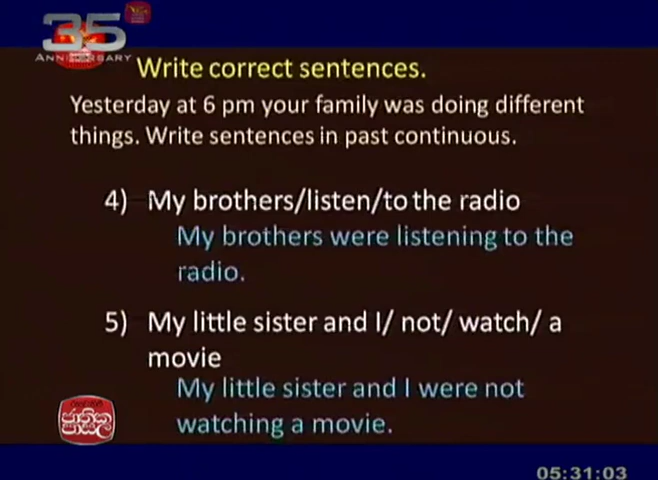 35
ANNIVERSARY
Write correct sentences.
Yesterday at 6 pm your family was doing different
things. Write sentences in past continuous.
4) My brothers/listen/to the radio
My brothers were listening to the
radio.
5) My little sister and I/ not/ watch/ a
movie
My little sister and I were not
watching a movie.
ජාතික
පාසල
05:31:03